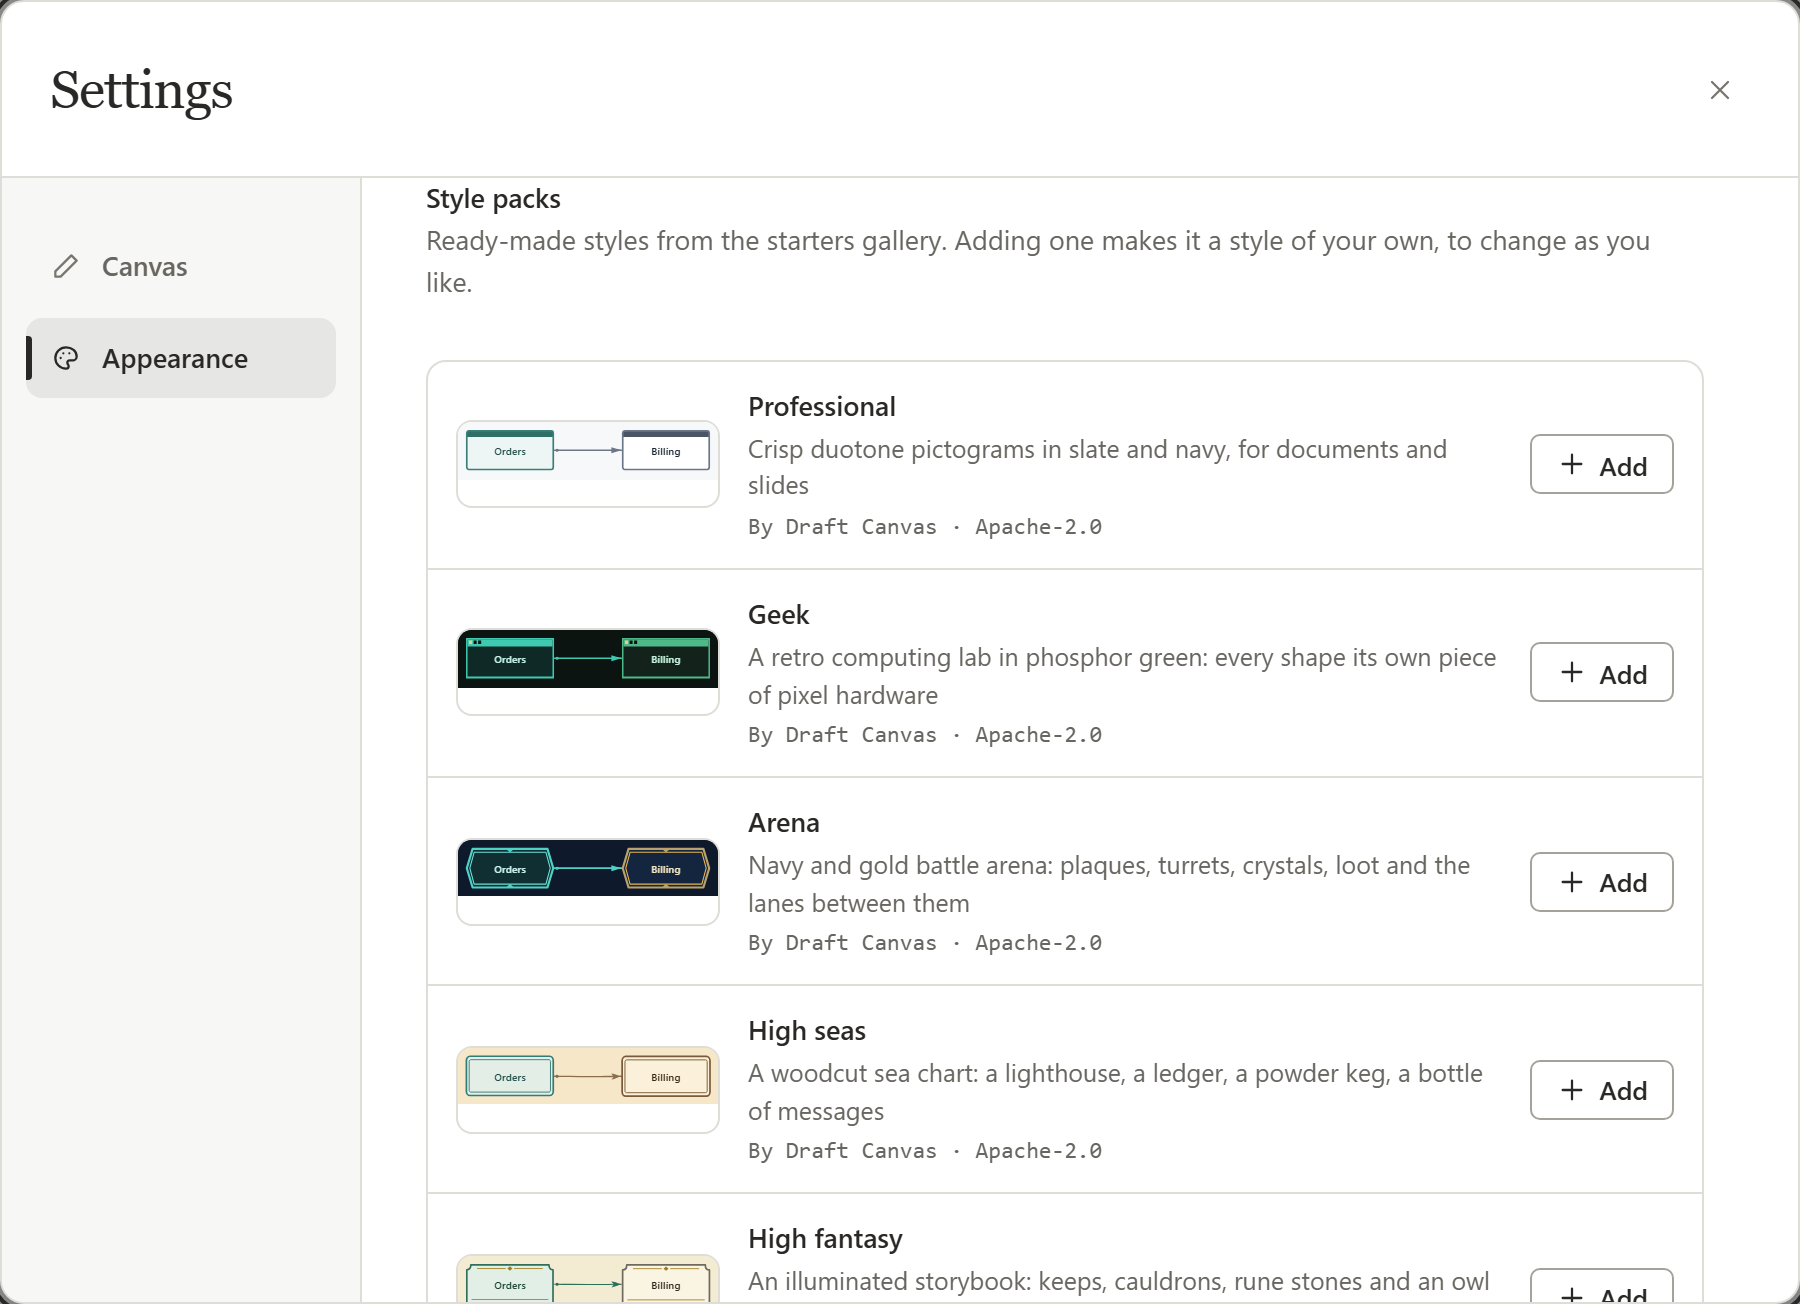 Settings
Canvas
Appearance
Style packs
Ready-made styles from the starters gallery. Adding one makes it a style of your own, to change as you
like.
Orders
Billing
Professional
Crisp duotone pictograms in slate and navy, for documents and
slides
By Draft Canvas · Apache-2.0
Add
Orders
Billing
Geek
A retro computing lab in phosphor green: every shape its own piece
of pixel hardware
By Draft Canvas · Apache-2.0
Add
Orders
Billing
Arena
Navy and gold battle arena: plaques, turrets, crystals, loot and the
lanes between them
By Draft Canvas · Apache-2.0
Add
Orders
Billing
High seas
A woodcut sea chart: a lighthouse, a ledger, a powder keg, a bottle
of messages
By Draft Canvas · Apache-2.0
Add
Orders
Billing
High fantasy
An illuminated storybook: keeps, cauldrons, rune stones and an owl
Add